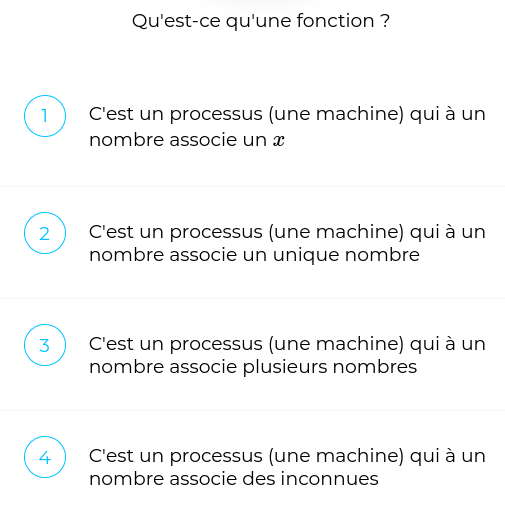 Qu'est-ce qu'une fonction ?
1
C'est un processus (une machine) qui à un
nombre associe un x
2
C'est un processus (une machine) qui à un
nombre associe un unique nombre
3
C'est un processus (une machine) qui à un
nombre associe plusieurs nombres
4
C'est un processus (une machine) qui à un
nombre associe des inconnues